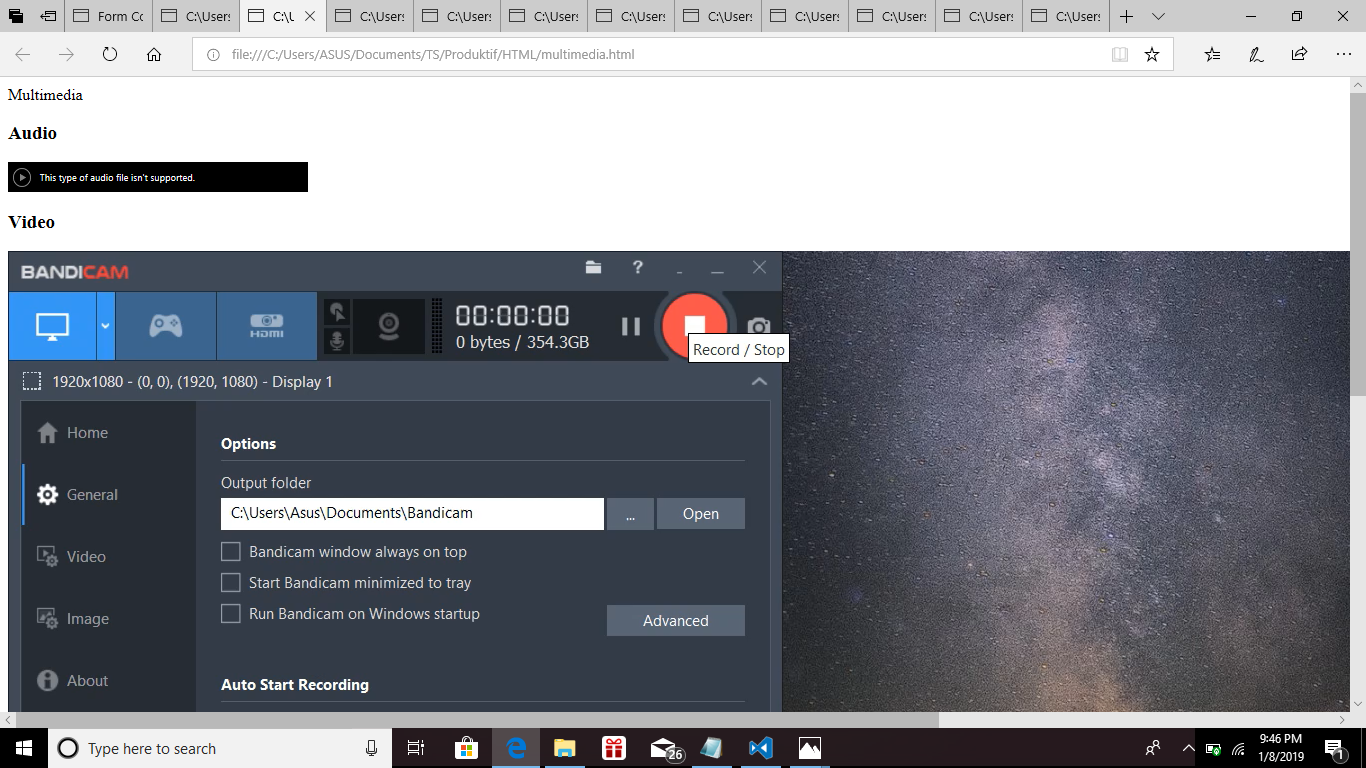 Form Co
C:\Users
C:\U
C:\Users
C:\Users
C:\Users
C:\Users
C:\Users
C:\Users
C:\Users
C:\Users
C:\Users
file:///C:/Users/ASUS/Documents/TS/Produktif/HTML/multimedia.html
Multimedia
Audio
This type of audio file isn't supported.
Video
BANDICAM
?
HDMI
00:00:00
0 bytes / 354.3GB
Record / Stop
1920x1080 - (0, 0), (1920, 1080) - Display 1
Home
General
Video
Image
About
Options
Output folder
C:\Users\Asus\Documents\Bandicam
...
Open
Bandicam window always on top
Start Bandicam minimized to tray
Run Bandicam on Windows startup
Advanced
Auto Start Recording
Type here to search
26
9:46 PM
1/8/2019
1